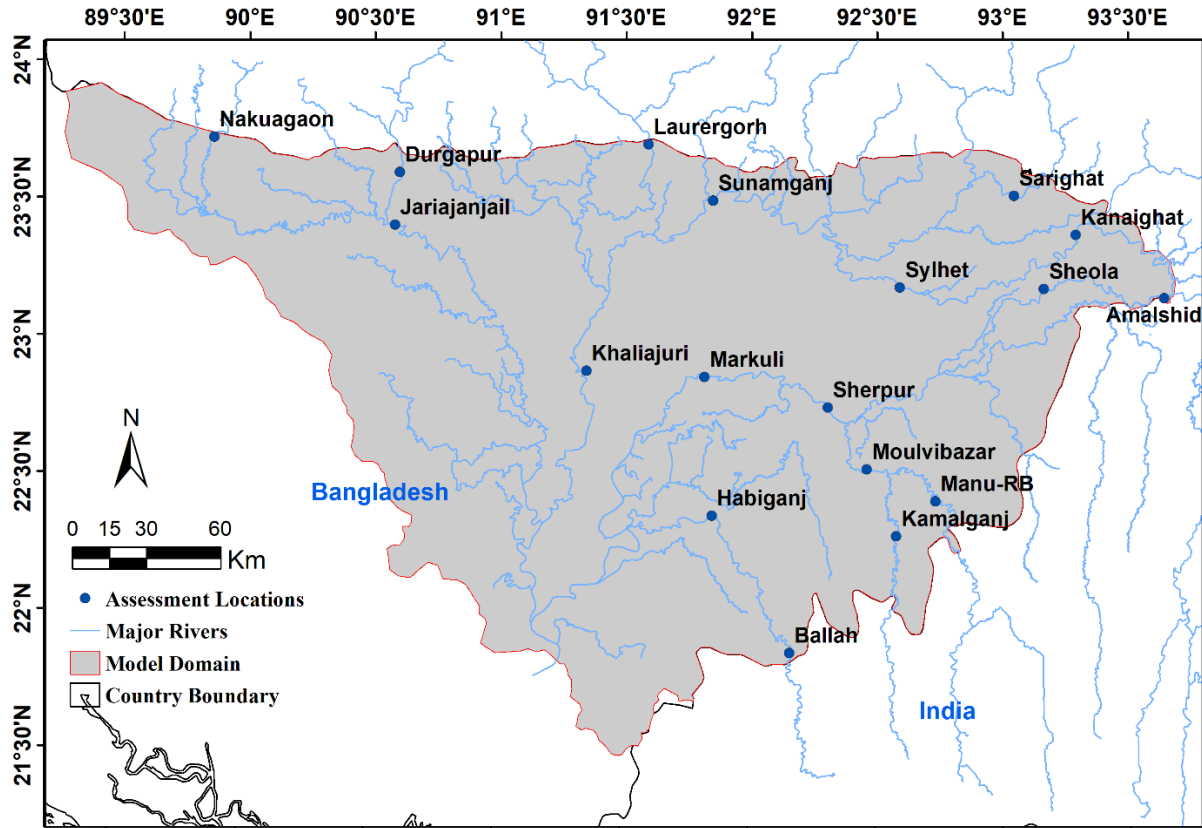 89°30'E 90°E 90°30'E 91°E 91°30'E 92°E 92°30'E 93°E 93°30'E
24°N
23°30'N
23°N
22°30'N
22°N
21°30'N
Nakuagaon
Laurergorh
Durgapur
Sunamganj
Sarighat
Jariajanjail
Kanaighat
Sylhet
Sheola
Amalshid
Khaliajuri
Markuli
Sherpur
Moulvibazar
Manu-RB
Habiganj
Kamalganj
Ballah
Bangladesh
India
N
0 15 30 60
Km
Assessment Locations
Major Rivers
Model Domain
Country Boundary